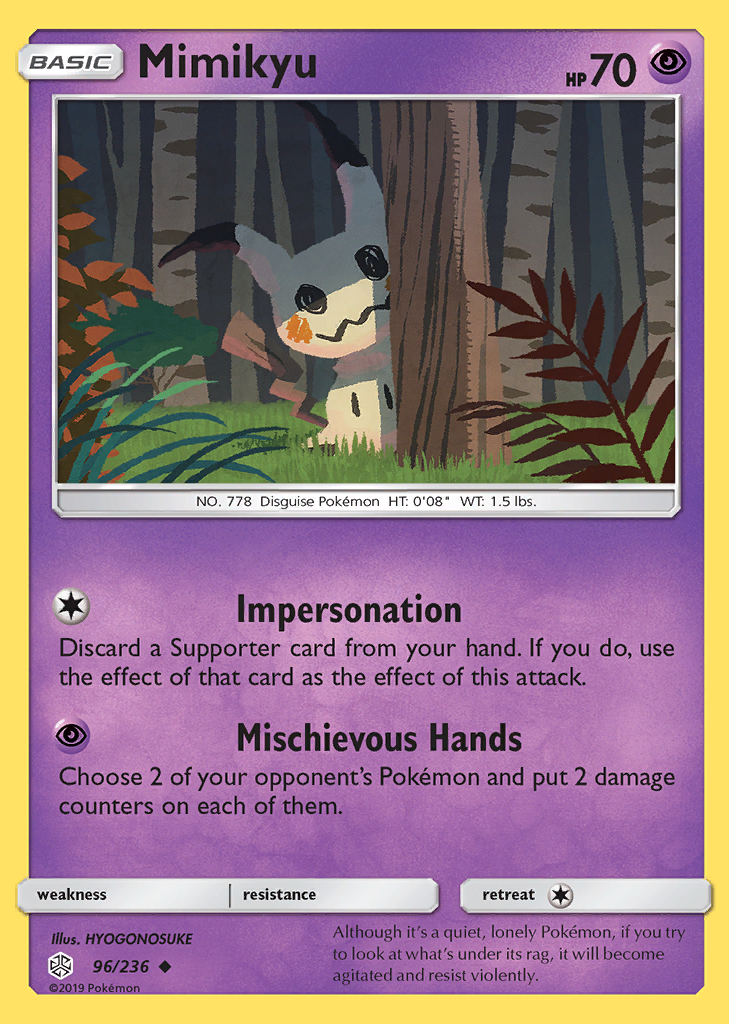 BASIC
Mimikyu
HP 70
NO. 778 Disguise Pokémon HT: 0'08" WT: 1.5 lbs.
Impersonation
Discard a Supporter card from your hand. If you do, use
the effect of that card as the effect of this attack.
Mischievous Hands
Choose 2 of your opponent's Pokémon and put 2 damage
counters on each of them.
weakness
resistance
retreat
Illus. HYOGONOSUKE
96/236
©2019 Pokémon
Although it's a quiet, lonely Pokémon, if you try
to look at what's under its rag, it will become
agitated and resist violently.